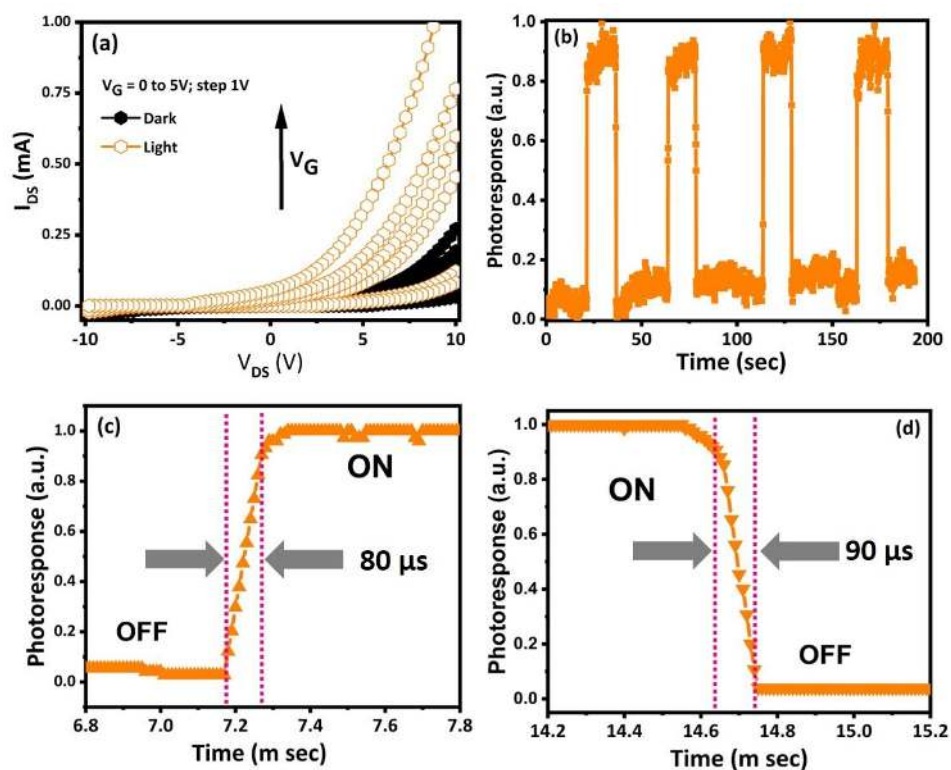 (a)
V_G = 0 to 5V; step 1V
Dark
Light
V_G
I_DS (mA)
1.00
0.75
0.50
0.25
0.00
-10 -5 0 5 10
V_DS (V)
(b)
Photoresponse (a.u.)
1.0
0.8
0.6
0.4
0.2
0.0
0 50 100 150 200
Time (sec)
(c)
Photoresponse (a.u.)
1.0
0.8
0.6
0.4
0.2
0.0
ON
80 µs
OFF
6.8 7.0 7.2 7.4 7.6 7.8
Time (m sec)
(d)
Photoresponse (a.u.)
1.0
0.8
0.6
0.4
0.2
0.0
ON
90 µs
OFF
14.2 14.4 14.6 14.8 15.0 15.2
Time (m sec)